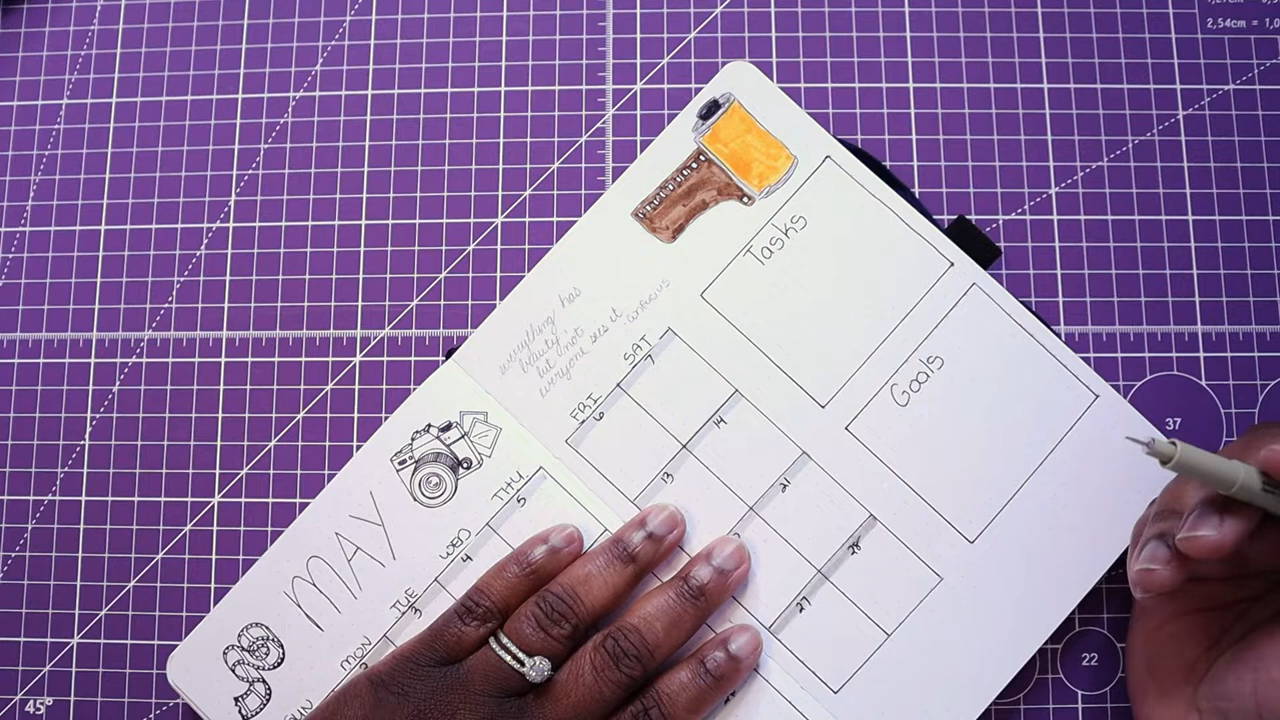 MAY
MON
TUE
3
WED
4
THU
5
everything has
beauty,
but not
everyone sees it
-confucius
FRI
6
SAT
7
13
14
21
27
28
Tasks
Goals
37
22
45°
2,54cm = 1,0